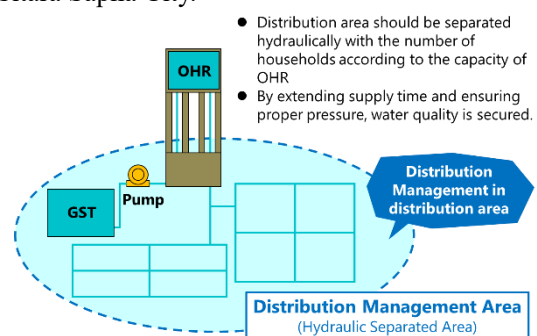 ● Distribution area should be separated
hydraulically with the number of
households according to the capacity of
OHR
● By extending supply time and ensuring
proper pressure, water quality is secured.
OHR
Distribution
Management in
distribution area
GST
Pump
Distribution Management Area
(Hydraulic Separated Area)